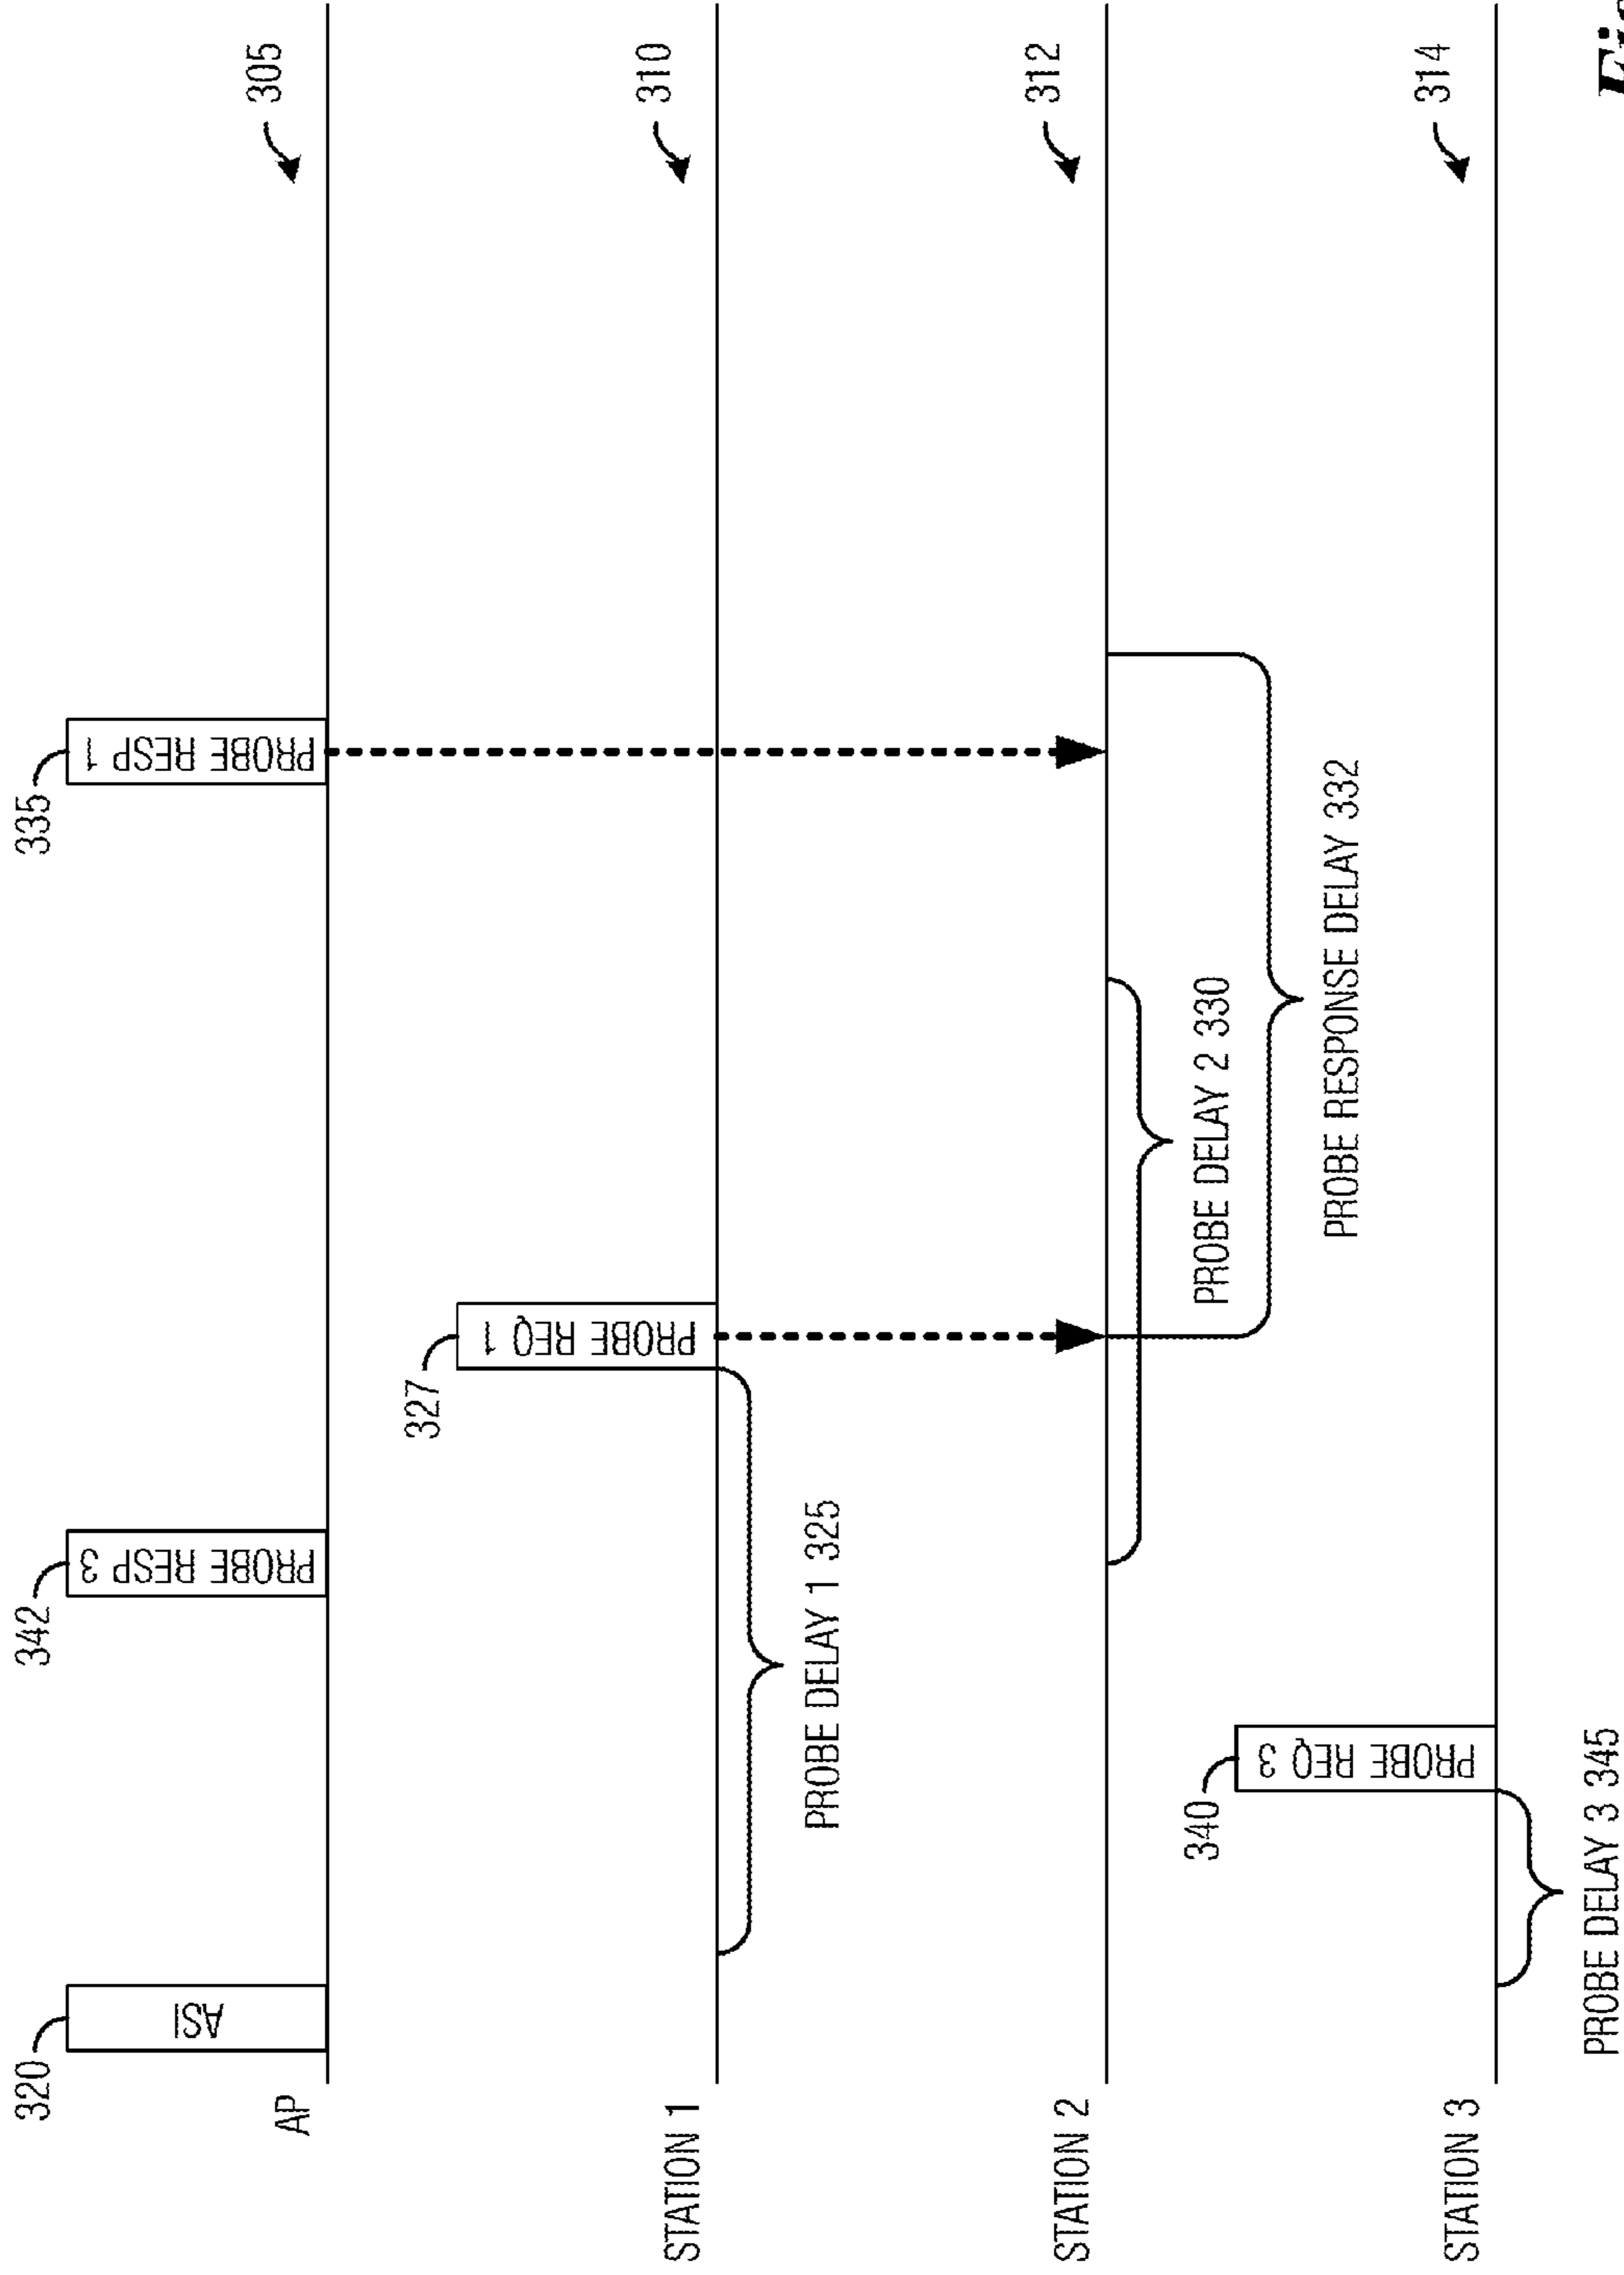 335
342
320
PROBE RESP 1
PROBE RESP 3
ASI
305
AP
327
PROBE REQ 1
310
STATION 1
PROBE DELAY 1 325
312
STATION 2
PROBE DELAY 2 330
PROBE RESPONSE DELAY 332
340
PROBE REQ 3
314
STATION 3
PROBE DELAY 3 345